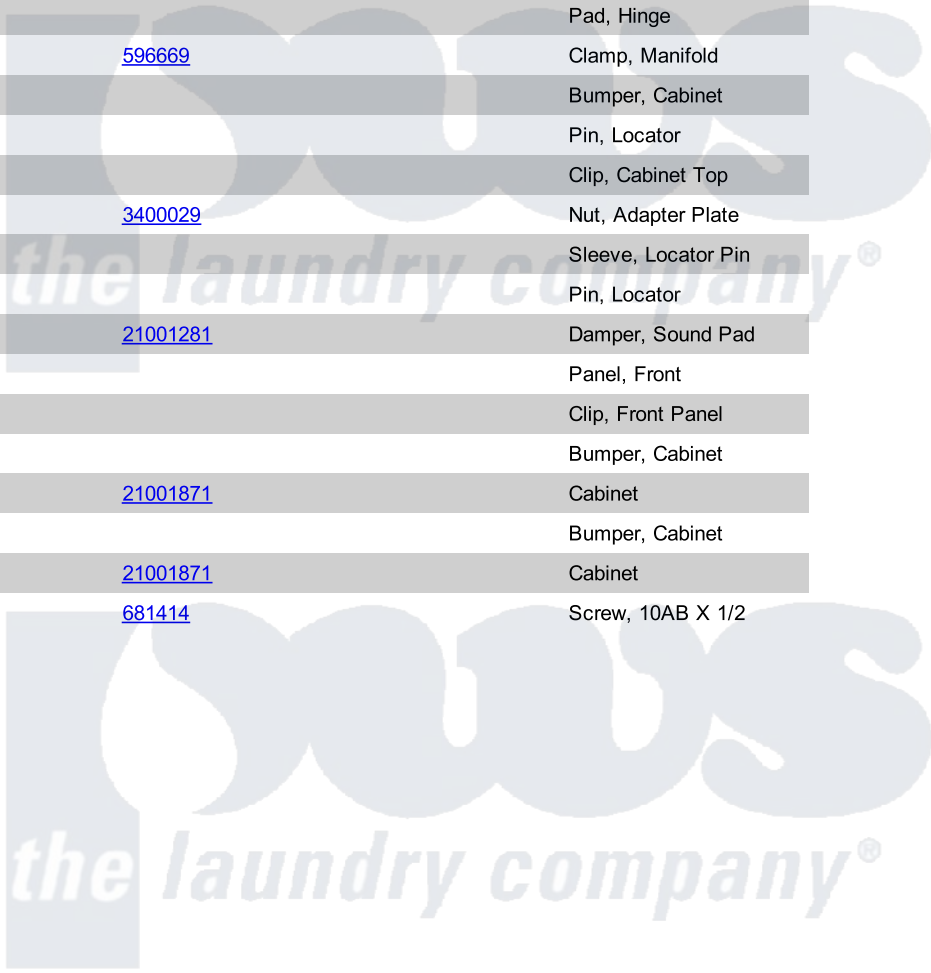 Pad, Hinge
596669 Clamp, Manifold
Bumper, Cabinet
Pin, Locator
Clip, Cabinet Top
3400029 Nut, Adapter Plate
Sleeve, Locator Pin
Pin, Locator
21001281 Damper, Sound Pad
Panel, Front
Clip, Front Panel
Bumper, Cabinet
21001871 Cabinet
Bumper, Cabinet
21001871 Cabinet
681414 Screw, 10AB X 1/2
pws
the laundry company®
pws
the laundry company®